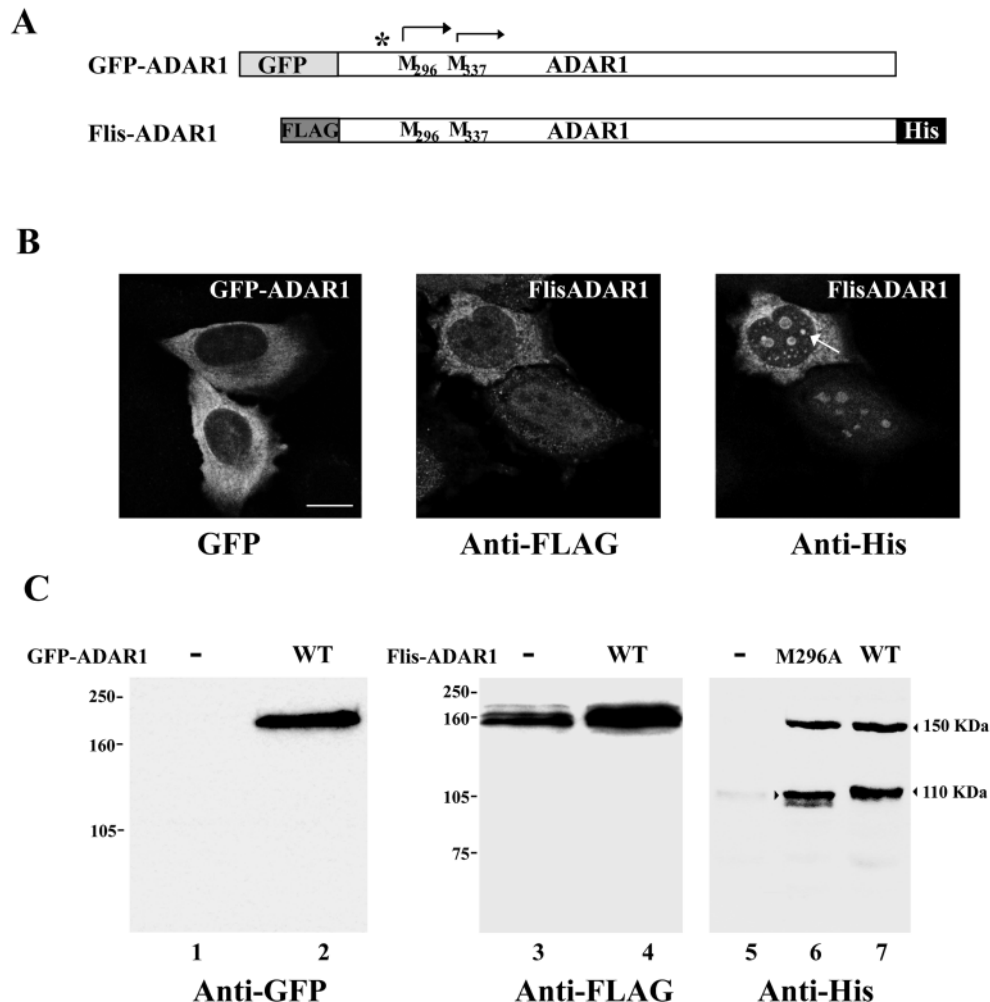 A
*
GFP-ADAR1 GFP M296 M337 ADAR1
Flis-ADAR1 FLAG M296 M337 ADAR1 His
B
GFP-ADAR1 FlisADAR1 FlisADAR1
GFP Anti-FLAG Anti-His
C
GFP-ADAR1 - WT Flis-ADAR1 - WT - M296A WT
250- 250-
160- 160- 150 KDa
105- 105- 110 KDa
75-
1 2 3 4 5 6 7
Anti-GFP Anti-FLAG Anti-His